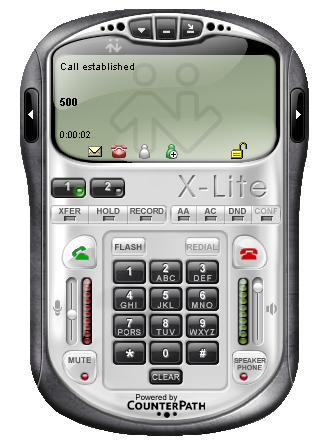 Call established
500
0:00:02
1 2
X-Lite
XFER HOLD RECORD AA AC DND CONF
FLASH REDIAL
1 2 ABC 3 DEF
4 GHI 5 JKL 6 MNO
7 PQRS 8 TUV 9 WXYZ
* 0 #
MUTE CLEAR SPEAKER PHONE
Powered by
COUNTERPATH